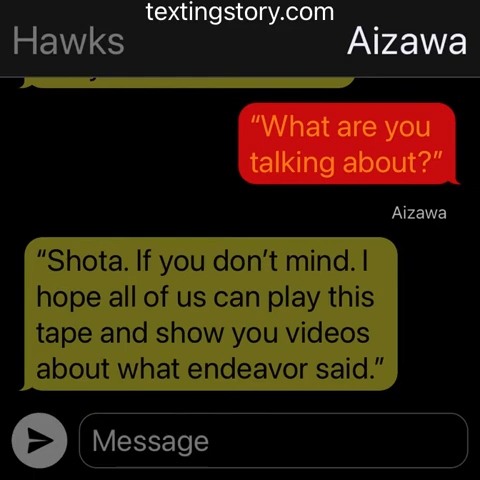 textingstory.com
Hawks
Aizawa
“What are you
talking about?”
Aizawa
“Shota. If you don’t mind. I
hope all of us can play this
tape and show you videos
about what endeavor said.”
Message